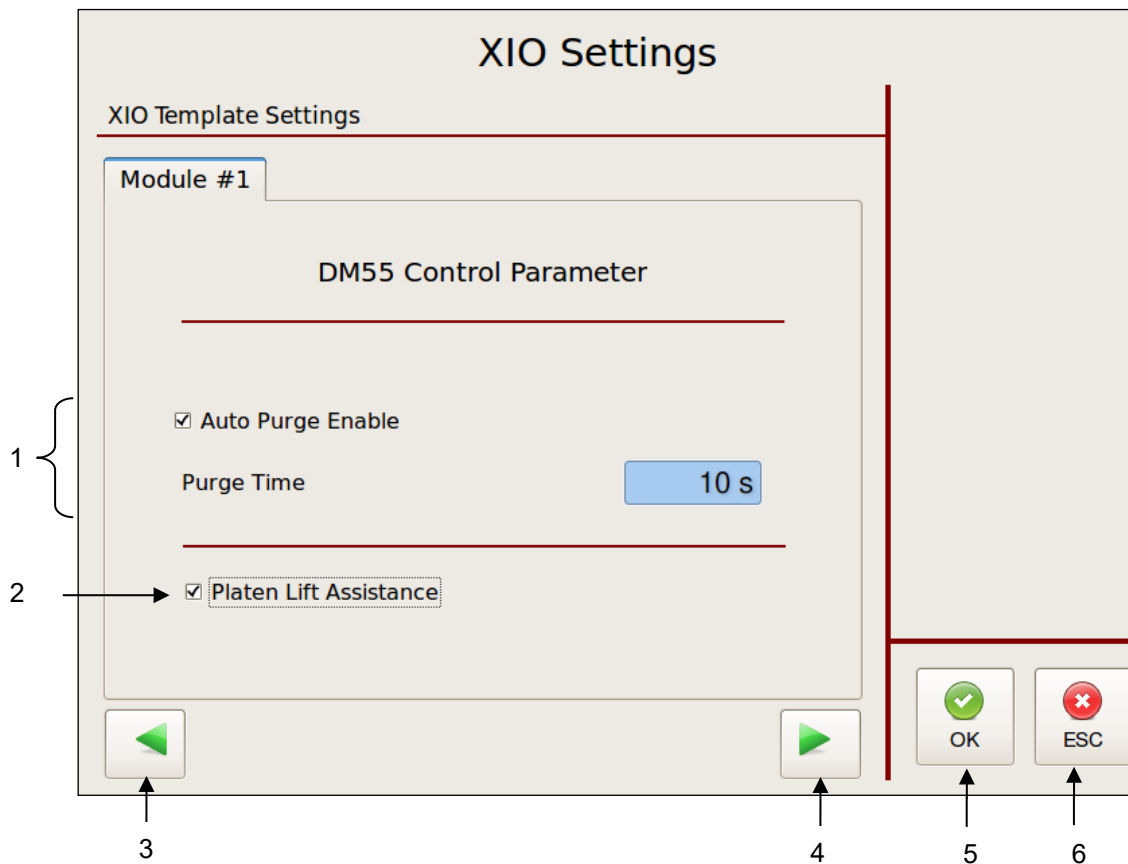 XIO Settings
XIO Template Settings
Module #1
DM55 Control Parameter
Auto Purge Enable
1
Purge Time 10 s
2
Platen Lift Assistance
OK ESC
3 4 5 6